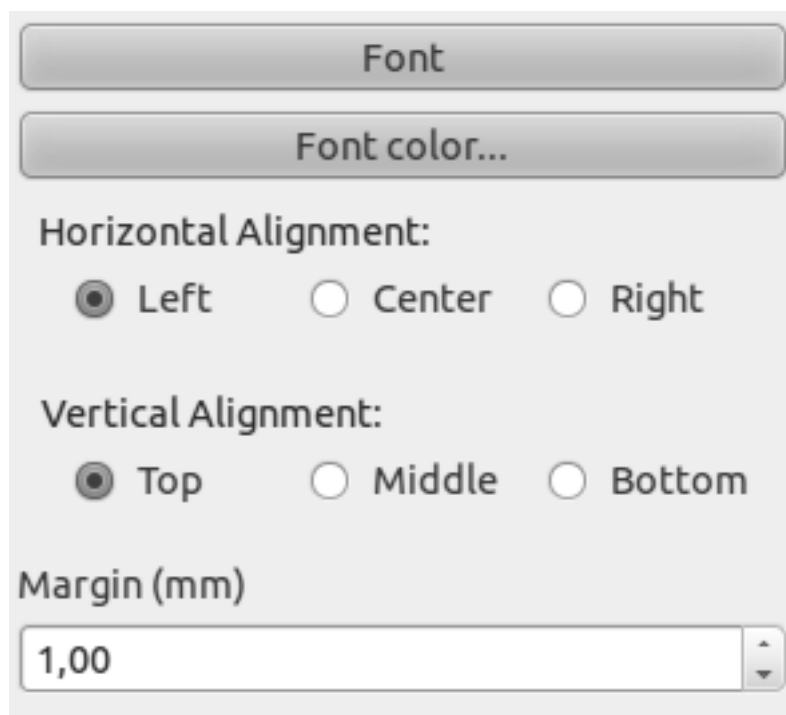 Font
Font color...
Horizontal Alignment:
Left Center Right
Vertical Alignment:
Top Middle Bottom
Margin (mm)
1,00